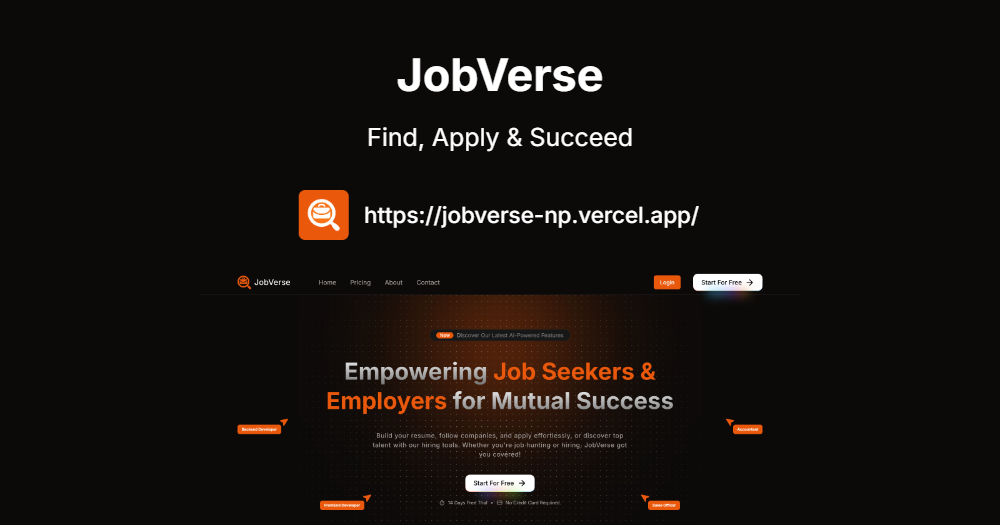 JobVerse
Find, Apply & Succeed
https://jobverse-np.vercel.app/
JobVerse Home Pricing About Contact Login Start For Free →
New Discover Our Latest AI-Powered Features
Empowering Job Seekers &
Employers for Mutual Success
Build your resume, follow companies, and apply effortlessly, or discover top
talent with our hiring tools. Whether you're job-hunting or hiring, JobVerse got
you covered!
Backend Developer
Accountant
Start For Free →
Frontend Developer
14 Days Free Trial • No Credit Card Required
Sales Officer